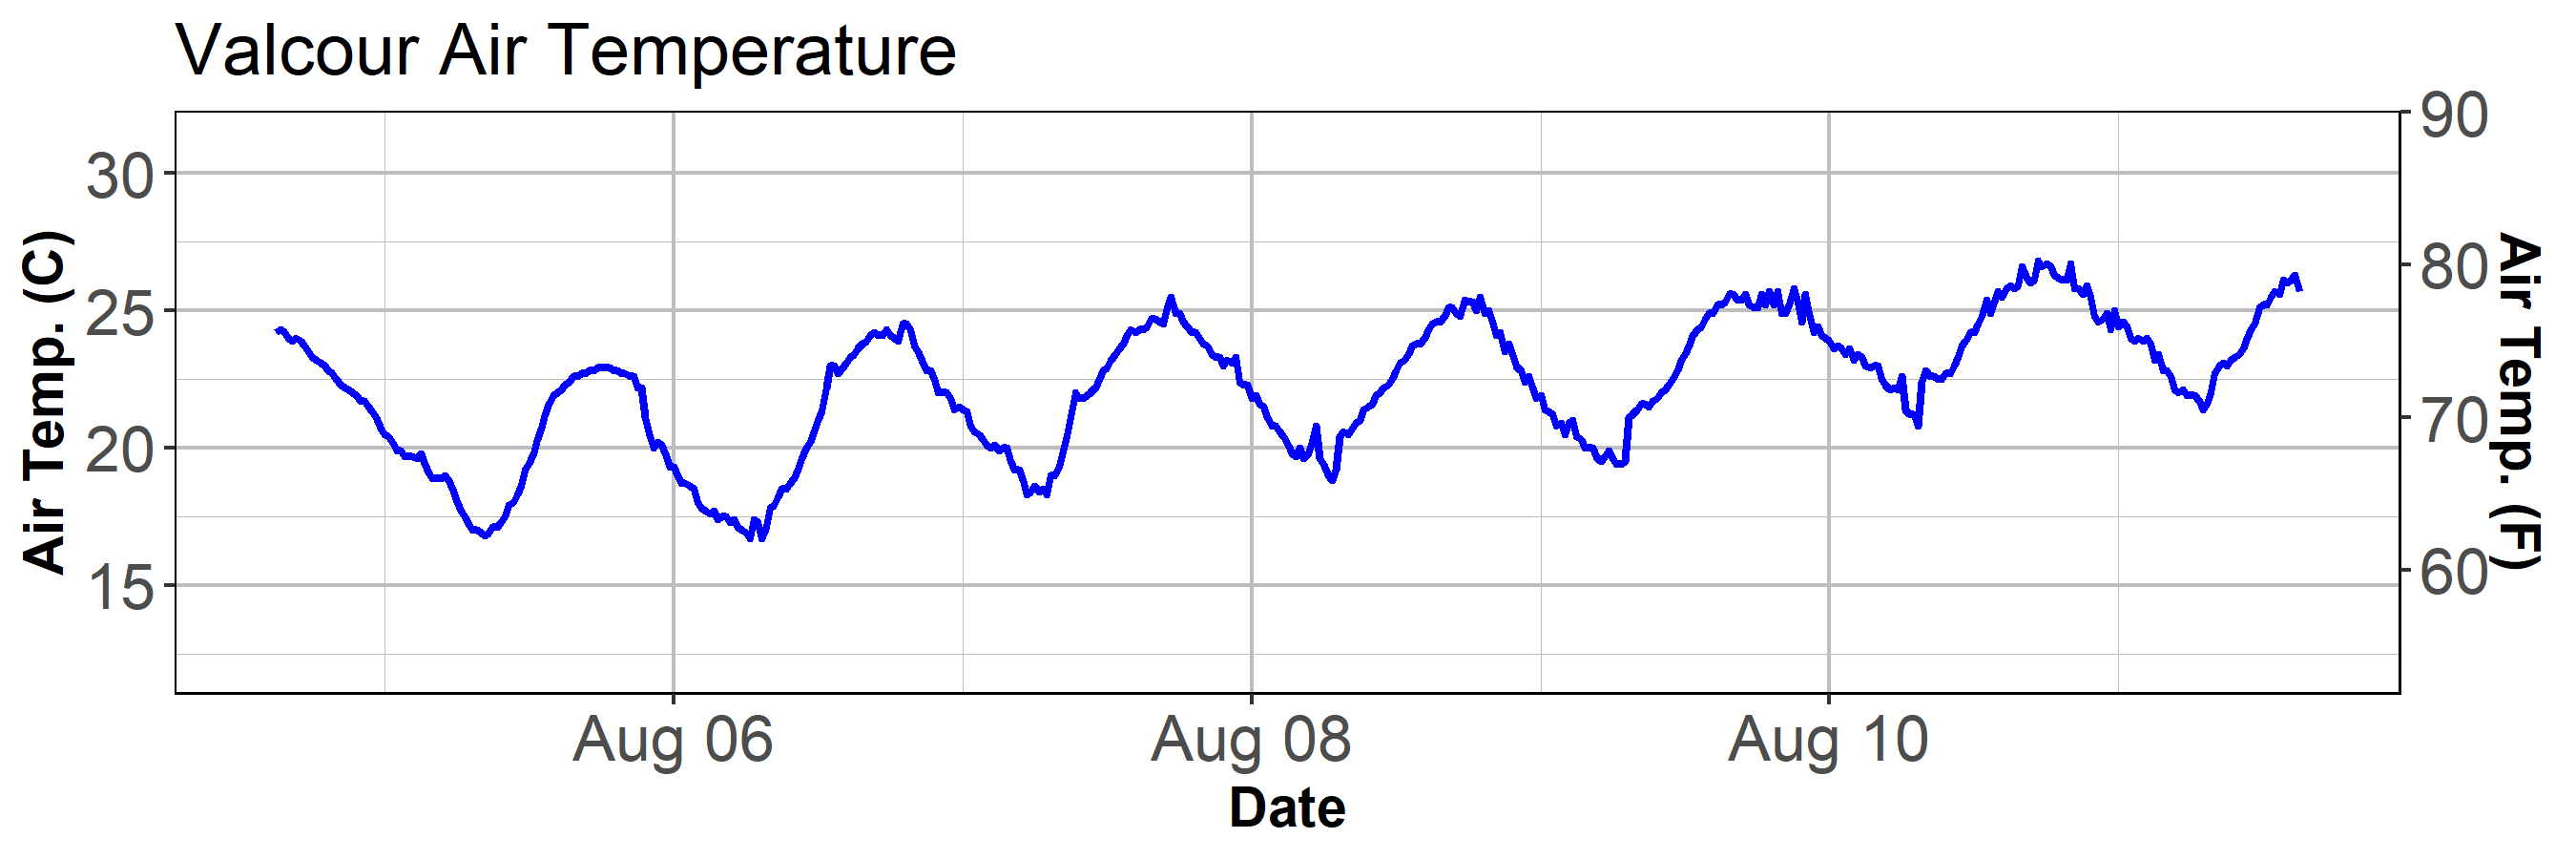 Valcour Air Temperature
Air Temp. (C)
30
25
20
15
90
80
70
60
Air Temp. (F)
Aug 06
Aug 08
Aug 10
Date